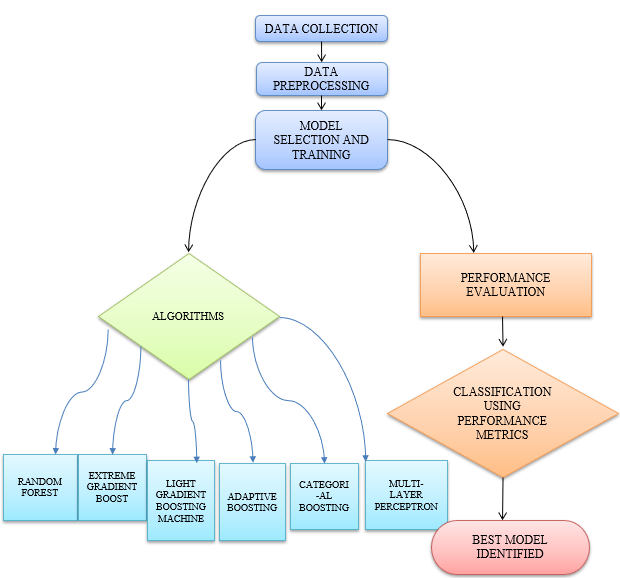 DATA COLLECTION
DATA
PREPROCESSING
MODEL
SELECTION AND
TRAINING
ALGORITHMS
PERFORMANCE
EVALUATION
CLASSIFICATION
USING
PERFORMANCE
METRICS
RANDOM
FOREST
EXTREME
GRADIENT
BOOST
LIGHT
GRADIENT
BOOSTING
MACHINE
ADAPTIVE
BOOSTING
CATEGORI
-AL
BOOSTING
MULTI-
LAYER
PERCEPTRON
BEST MODEL
IDENTIFIED